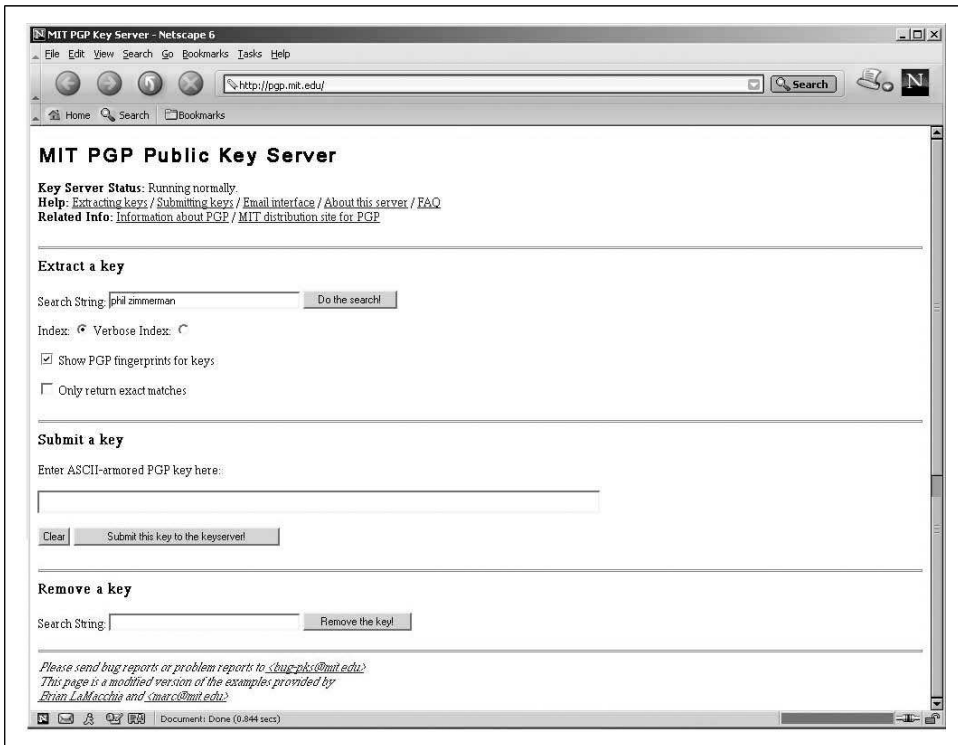 MIT PGP Key Server - Netscape 6
File Edit View Search Go Bookmarks Tasks Help
http://pgp.mit.edu/ Search N
Home Search Bookmarks
MIT PGP Public Key Server
Key Server Status: Running normally.
Help: Extracting keys / Submitting keys / Email interface / About this server / FAQ
Related Info: Information about PGP / MIT distribution site for PGP
Extract a key
Search String: phil zimmerman Do the search!
Index: Verbose Index:
Show PGP fingerprints for keys
Only return exact matches
Submit a key
Enter ASCII-armored PGP key here:
Clear Submit this key to the keyserver!
Remove a key
Search String: Remove the key!
Please send bug reports or problem reports to <bug-pks@mit.edu>
This page is a modified version of the examples provided by
Brian LaMacchia and <marc@mit.edu>
Document: Done (0.844 secs)